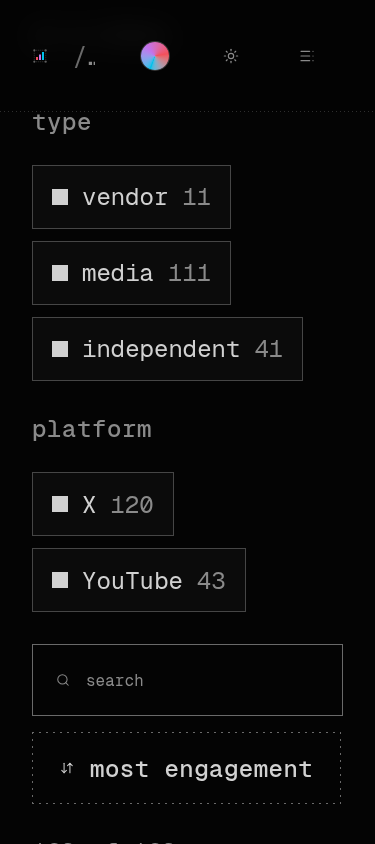 /.
type
vendor 11
media 111
independent 41
platform
X 120
YouTube 43
search
most engagement